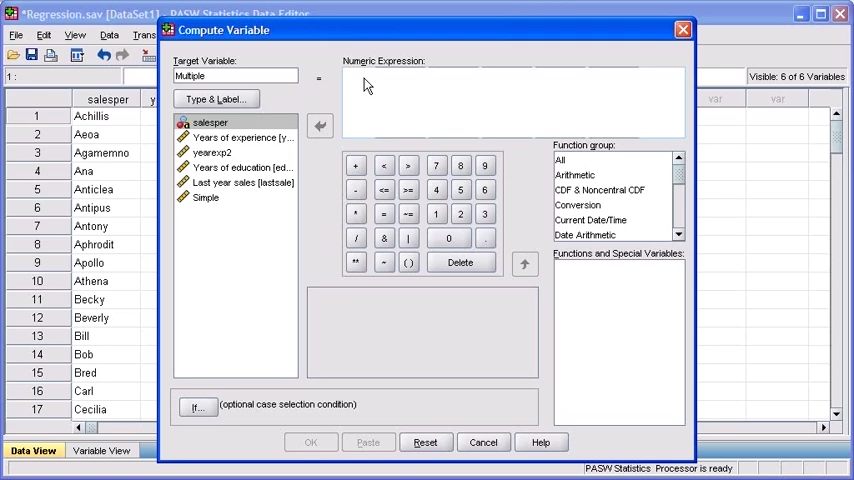 *Regression.sav [DataSet1] - PASW Statistics Data Editor
File Edit View Data Trans
1 :
Visible: 6 of 6 Variables
salesper y
var var
1 Achillis
2 Aeoa
3 Agamemno
4 Ana
5 Anticlea
6 Antipus
7 Antony
8 Aphrodit
9 Apollo
10 Athena
11 Becky
12 Beverly
13 Bill
14 Bob
15 Bred
16 Carl
17 Cecilia
Data View Variable View
PASW Statistics Processor is ready
Compute Variable
Target Variable:
Multiple
=
Type & Label...
salesper
Years of experience [y...
yearexp2
Years of education [ed...
Last year sales [lastsale]
Simple
Numeric Expression:
+ < > 7 8 9
- <= >= 4 5 6
* = ~= 1 2 3
/ & | 0 .
** ~ ( ) Delete
Function group:
All
Arithmetic
CDF & Noncentral CDF
Conversion
Current Date/Time
Date Arithmetic
Functions and Special Variables:
If... (optional case selection condition)
OK Paste Reset Cancel Help